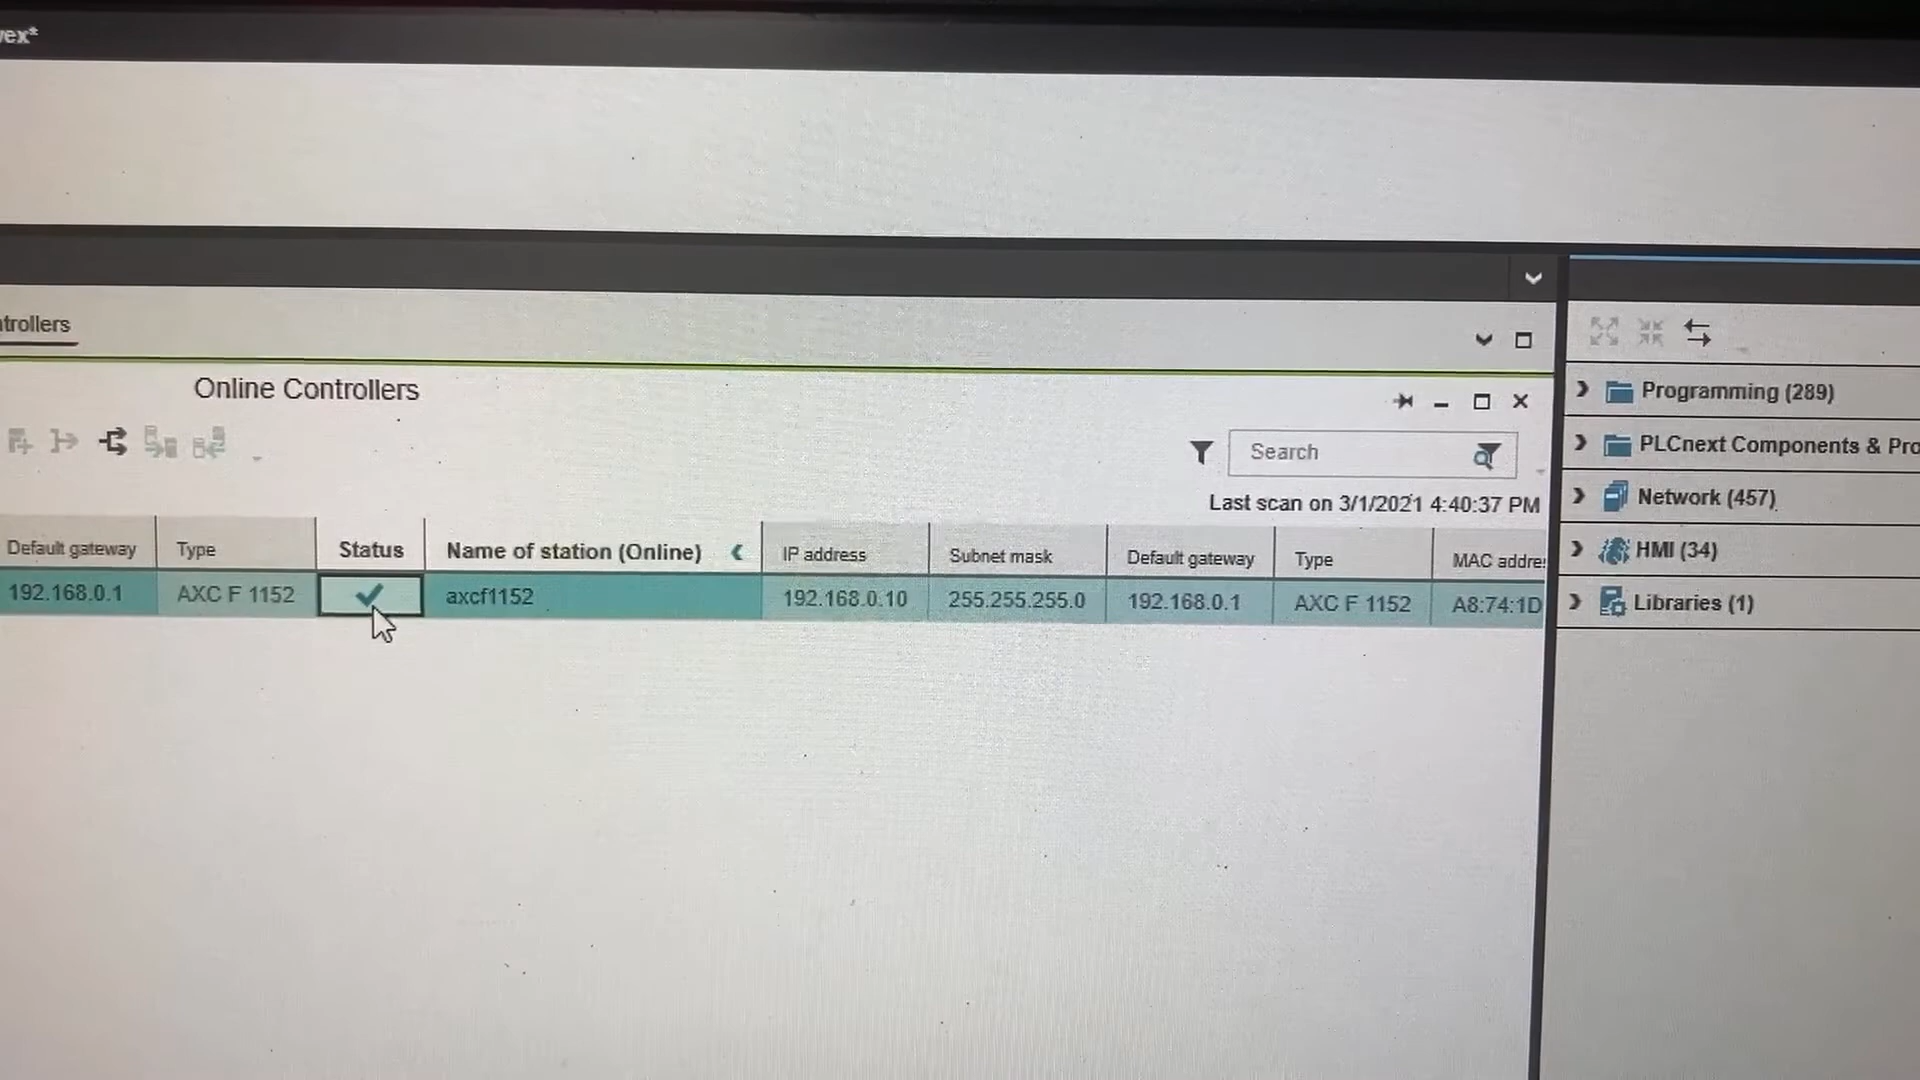 vex*
trollers
Online Controllers
Search
Last scan on 3/1/2021 4:40:37 PM
Default gateway Type Status Name of station (Online) IP address Subnet mask Default gateway Type MAC addre
192.168.0.1 AXC F 1152 axcf1152 192.168.0.10 255.255.255.0 192.168.0.1 AXC F 1152 A8:74:1D
Programming (289)
PLCnext Components & Pro
Network (457)
HMI (34)
Libraries (1)